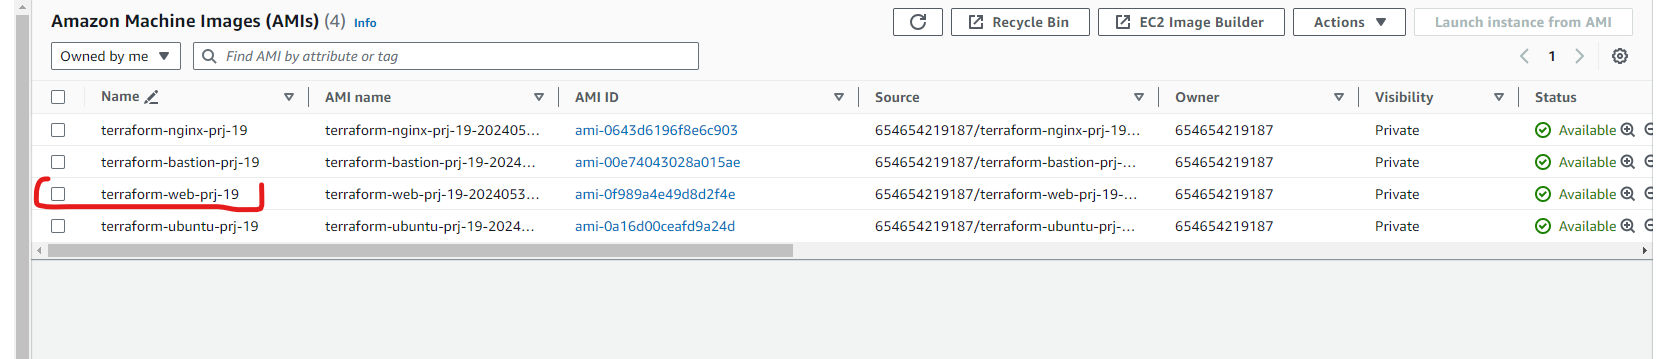 Amazon Machine Images (AMIs) (4) Info Recycle Bin EC2 Image Builder Actions Launch instance from AMI
Owned by me Find AMI by attribute or tag 1
Name AMI name AMI ID Source Owner Visibility Status
terraform-nginx-prj-19 terraform-nginx-prj-19-202405... ami-0643d6196f8e6c903 654654219187/terraform-nginx-prj-19... 654654219187 Private Available
terraform-bastion-prj-19 terraform-bastion-prj-19-2024... ami-00e74043028a015ae 654654219187/terraform-bastion-prj-... 654654219187 Private Available
terraform-web-prj-19 terraform-web-prj-19-2024053... ami-0f989a4e49d8d2f4e 654654219187/terraform-web-prj-19-... 654654219187 Private Available
terraform-ubuntu-prj-19 terraform-ubuntu-prj-19-2024... ami-0a16d00ceafd9a24d 654654219187/terraform-ubuntu-prj-... 654654219187 Private Available